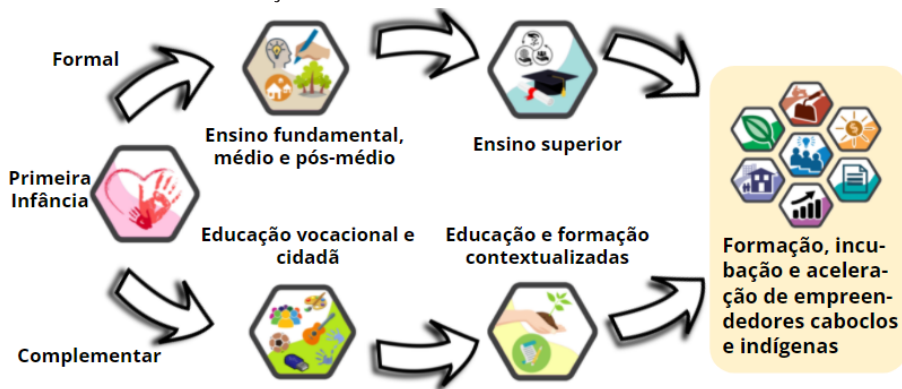 Formal
Ensino fundamental,
médio e pós-médio
Ensino superior
Primeira
Infância
Educação vocacional e
cidadã
Educação e formação
contextualizadas
Complementar
Formação, incu-
bação e acelera-
ção de empreen-
dedores caboclos
e indígenas